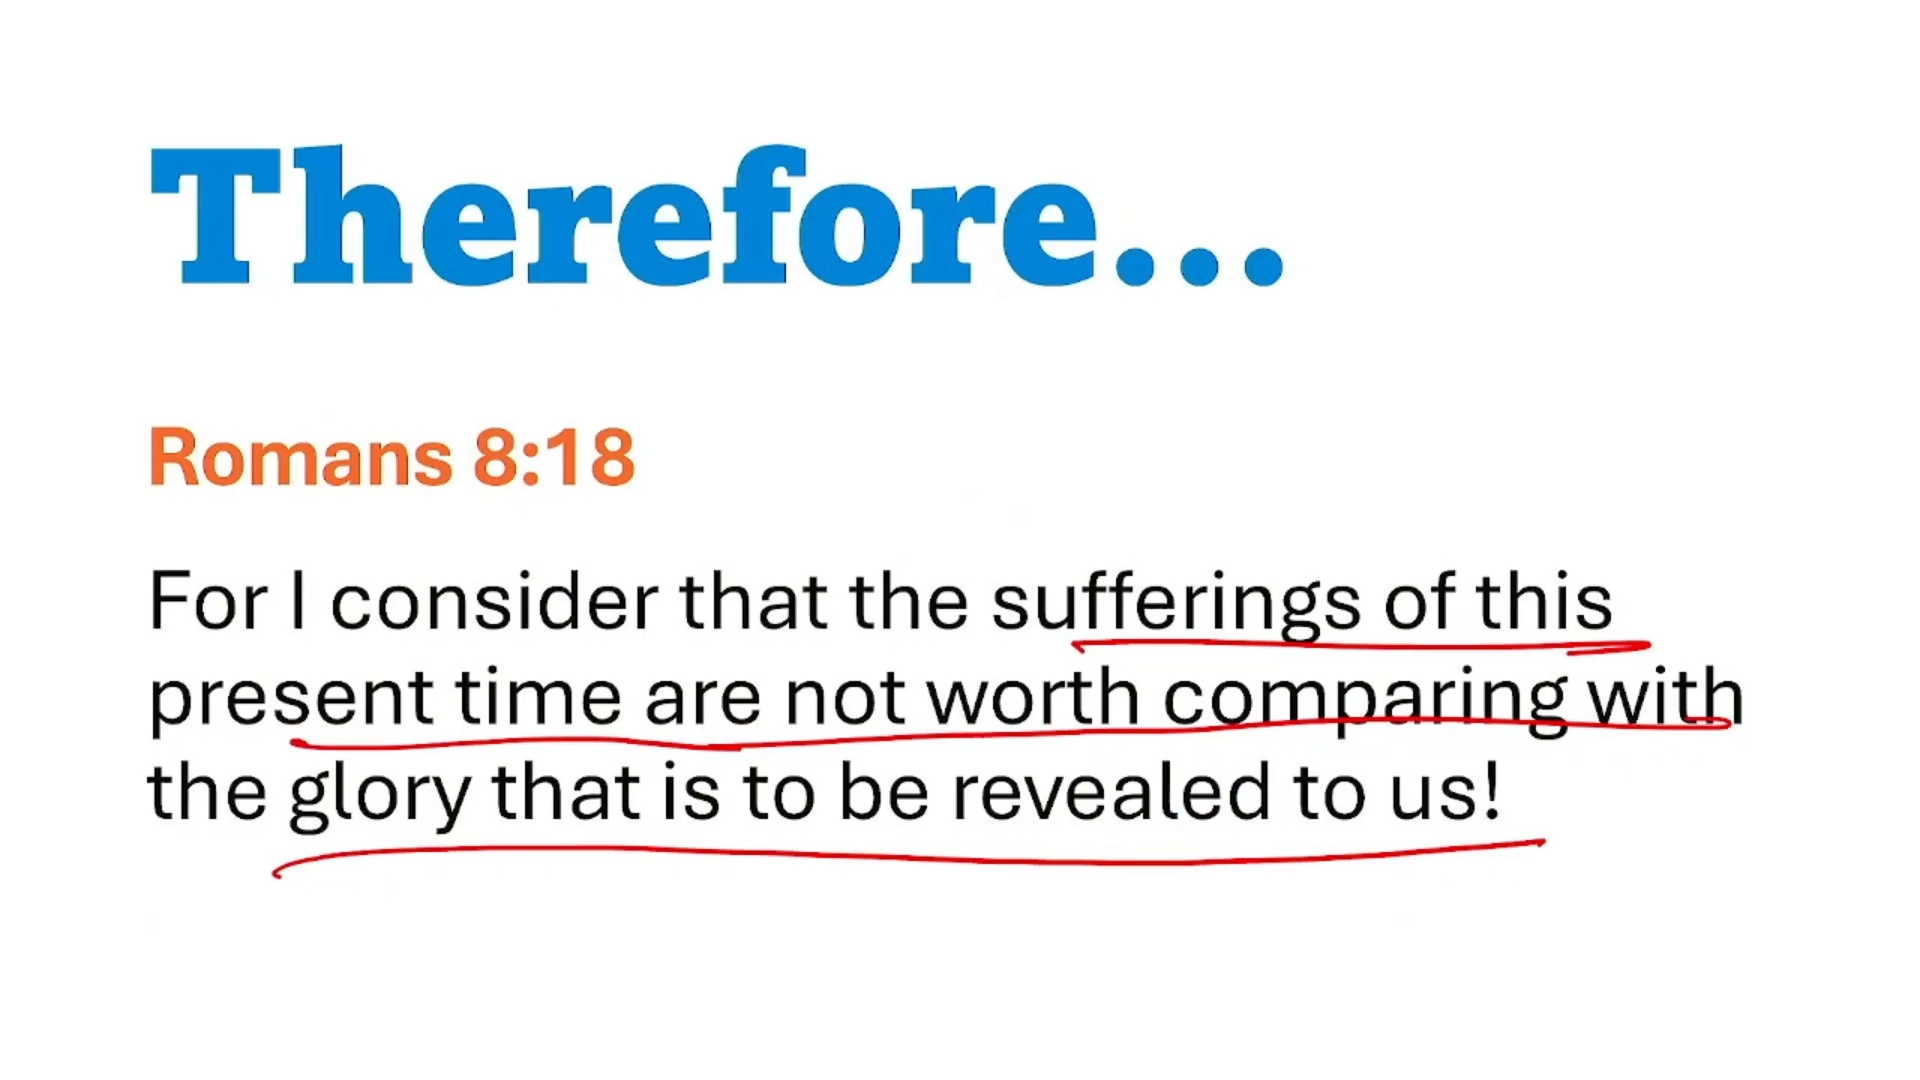 Therefore...
Romans 8:18
For I consider that the sufferings of this
present time are not worth comparing with
the glory that is to be revealed to us!